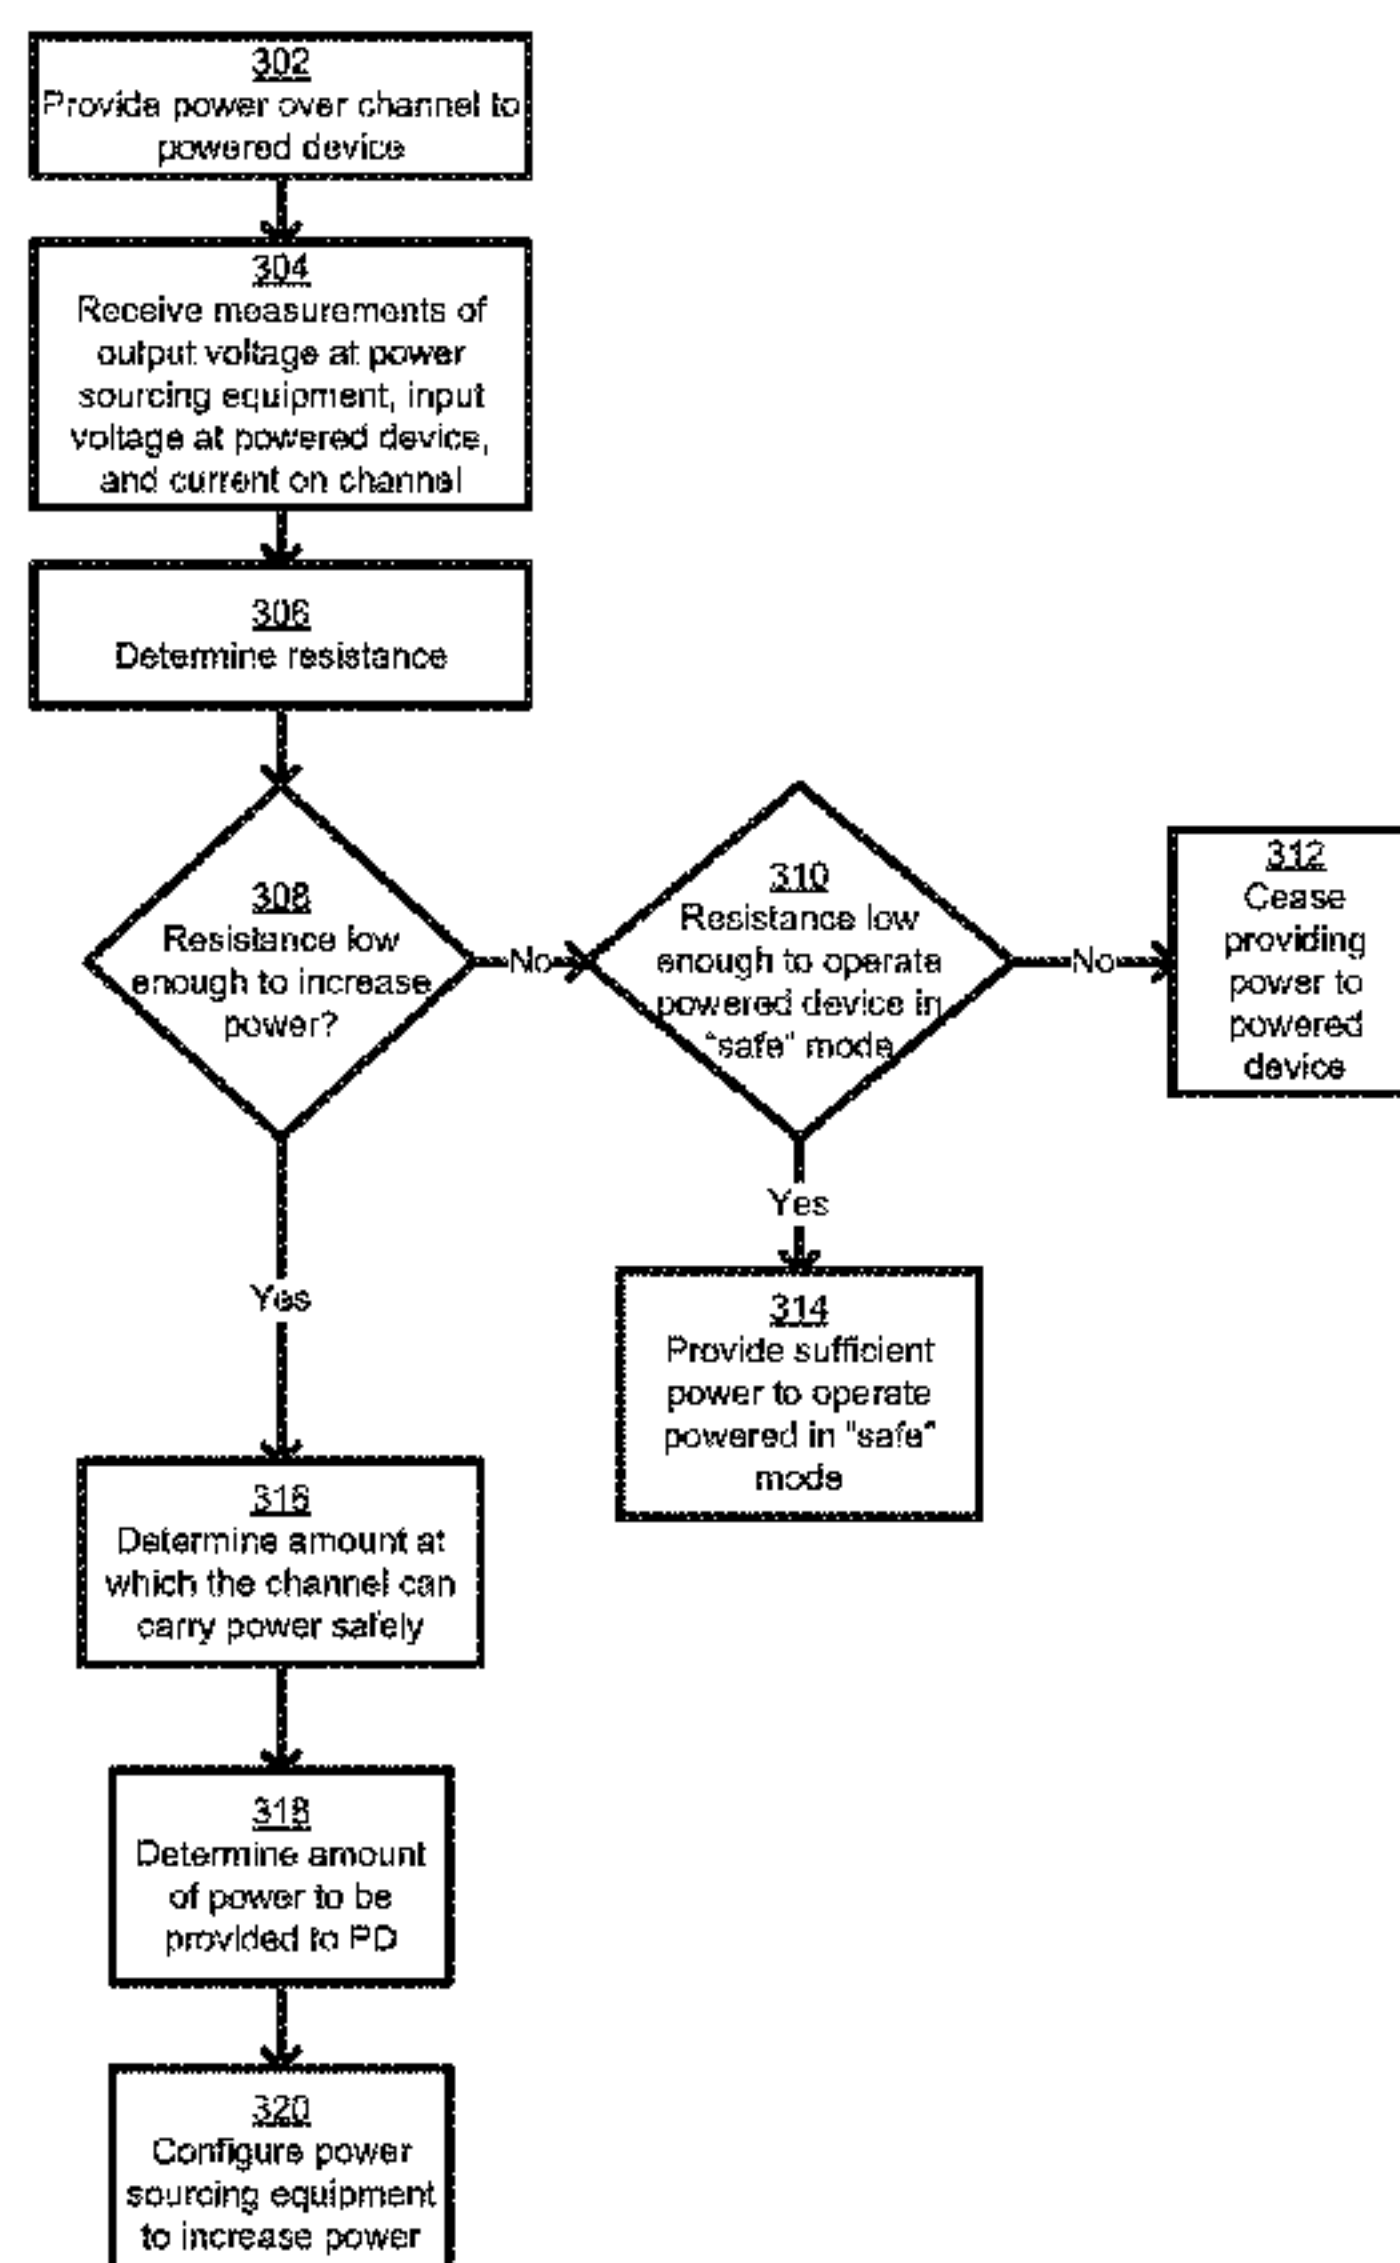 302
Provide power over channel to
powered device
304
Receive measurements of
output voltage at power
sourcing equipment, input
voltage at powered device,
and current on channel
306
Determine resistance
308
Resistance low
enough to increase
power?
No
310
Resistance low
enough to operate
powered device in
"safe" mode
No
312
Cease
providing
power to
powered
device
Yes
314
Provide sufficient
power to operate
powered in "safe"
mode
Yes
316
Determine amount at
which the channel can
carry power safely
318
Determine amount
of power to be
provided to PD
320
Configure power
sourcing equipment
to increase power